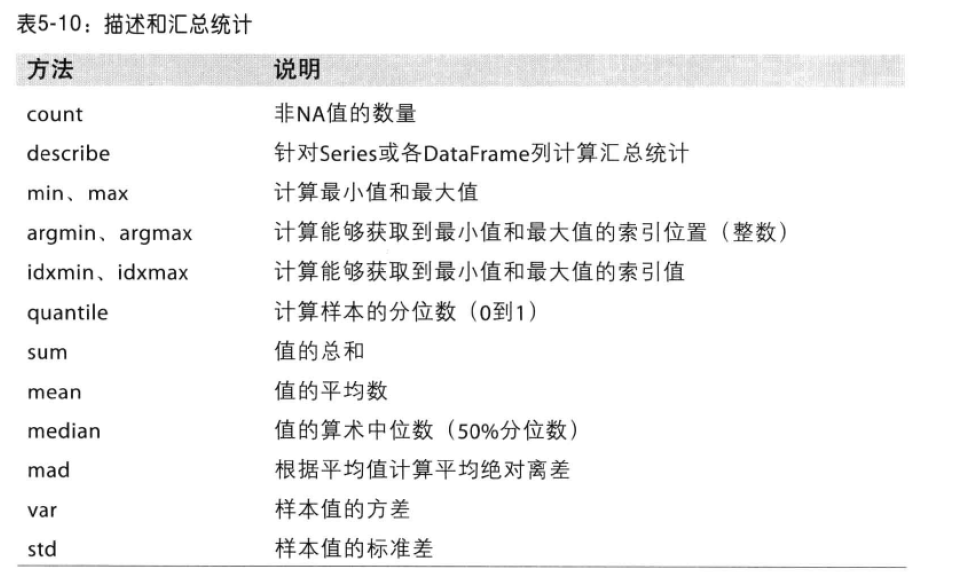 表5-10：描述和汇总统计
方法 说明
count 非NA值的数量
describe 针对Series或各DataFrame列计算汇总统计
min、max 计算最小值和最大值
argmin、argmax 计算能够获取到最小值和最大值的索引位置（整数）
idxmin、idxmax 计算能够获取到最小值和最大值的索引值
quantile 计算样本的分位数（0到1）
sum 值的总和
mean 值的平均数
median 值的算术中位数（50%分位数）
mad 根据平均值计算平均绝对离差
var 样本值的方差
std 样本值的标准差